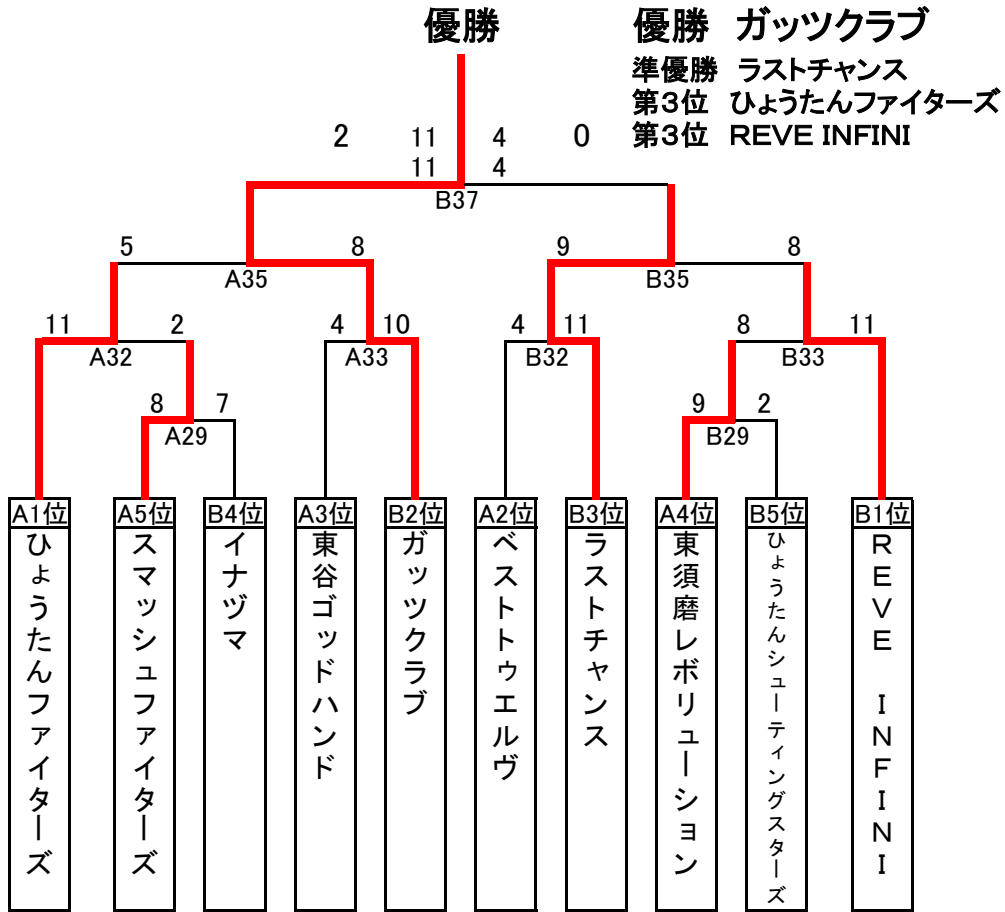 優勝
優勝 ガッツクラブ
準優勝 ラストチャンス
第3位 ひょうたんファイターズ
第3位 REVE INFINI
2 11 4 0
11 4
B37
5 8 9 8
A35 B35
11 2 4 10 4 11 8 11
A32 A33 B32 B33
8 7 9 2
A29 B29
A1位 A5位 B4位 A3位 B2位 A2位 B3位 A4位 B5位 B1位
ひょうたんファイターズ
スマッシュファイターズ
イナヅマ
東谷ゴッドハンド
ガッツクラブ
ベストトゥエルヴ
ラストチャンス
東須磨レボリューション
ひょうたんシューティングスターズ
REVE INFINI